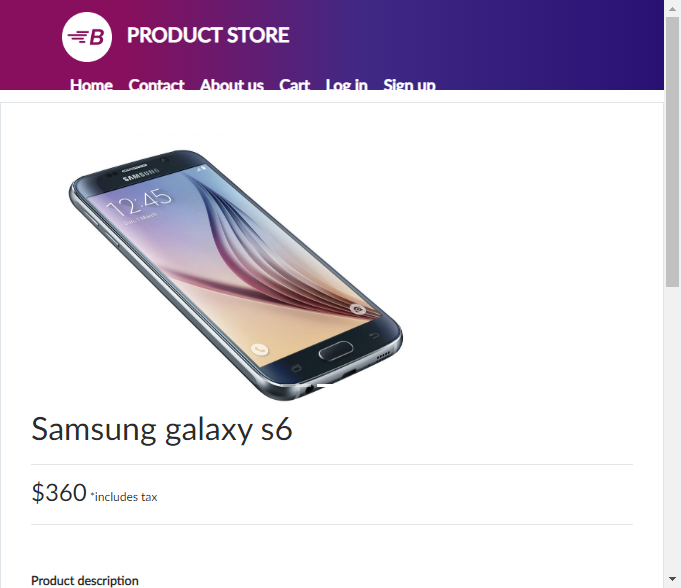 B PRODUCT STORE
Home Contact About us Cart Log in Sign up
SAMSUNG
12:45
Samsung galaxy s6
$360 *includes tax
Product description